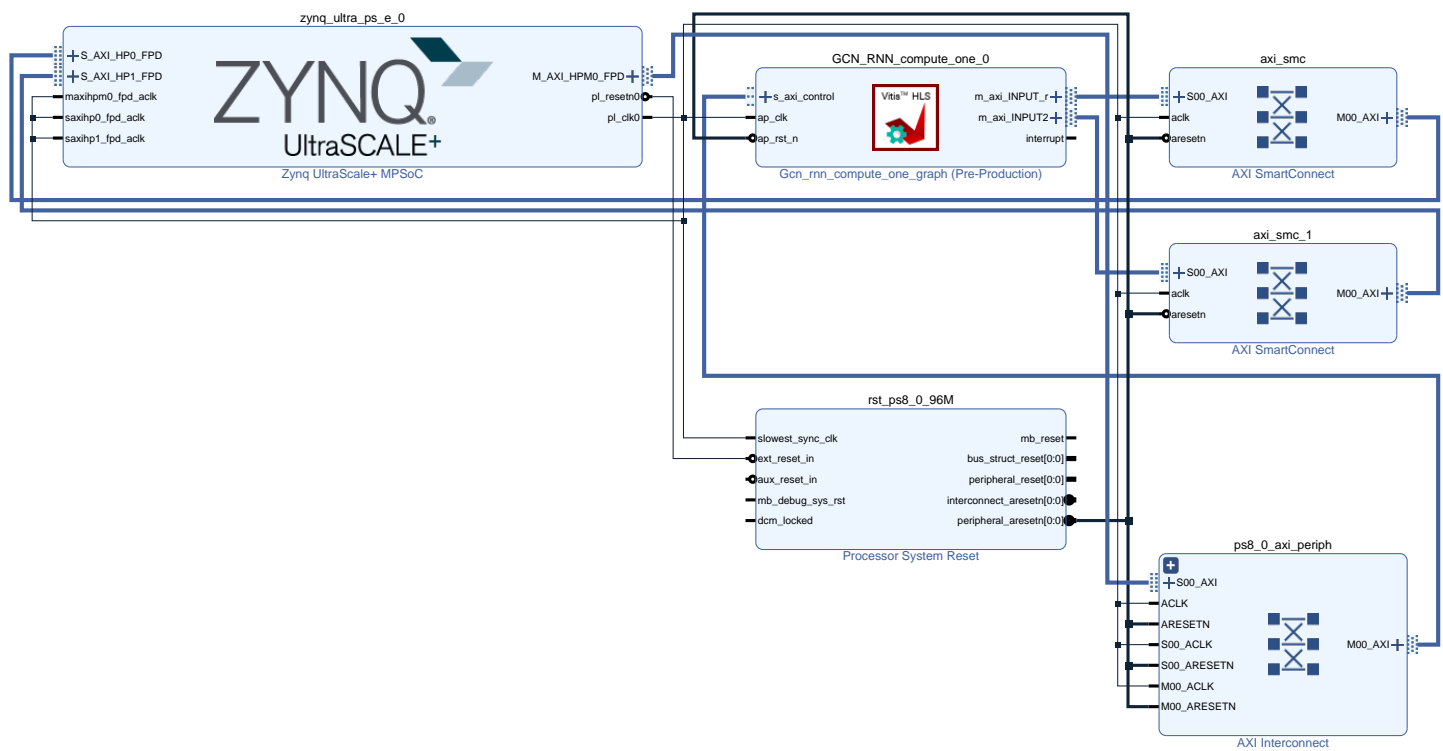 zynq_ultra_ps_e_0
S_AXI_HP0_FPD
S_AXI_HP1_FPD
maxihpm0_fpd_aclk
saxihp0_fpd_aclk
saxihp1_fpd_aclk
ZYNQ®
UltraSCALE+
M_AXI_HPM0_FPD
pl_resetn0
pl_clk0
Zynq UltraScale+ MPSoC
GCN_RNN_compute_one_0
s_axi_control
ap_clk
ap_rst_n
Vitis™ HLS
m_axi_INPUT_r
m_axi_INPUT2
interrupt
Gcn_rnn_compute_one_graph (Pre-Production)
axi_smc
S00_AXI
aclk
aresetn
M00_AXI
AXI SmartConnect
axi_smc_1
S00_AXI
aclk
aresetn
M00_AXI
AXI SmartConnect
rst_ps8_0_96M
slowest_sync_clk
ext_reset_in
aux_reset_in
mb_debug_sys_rst
dcm_locked
mb_reset
bus_struct_reset[0:0]
peripheral_reset[0:0]
interconnect_aresetn[0:0]
peripheral_aresetn[0:0]
Processor System Reset
ps8_0_axi_periph
S00_AXI
ACLK
ARESETN
S00_ACLK
S00_ARESETN
M00_ACLK
M00_ARESETN
M00_AXI
AXI Interconnect